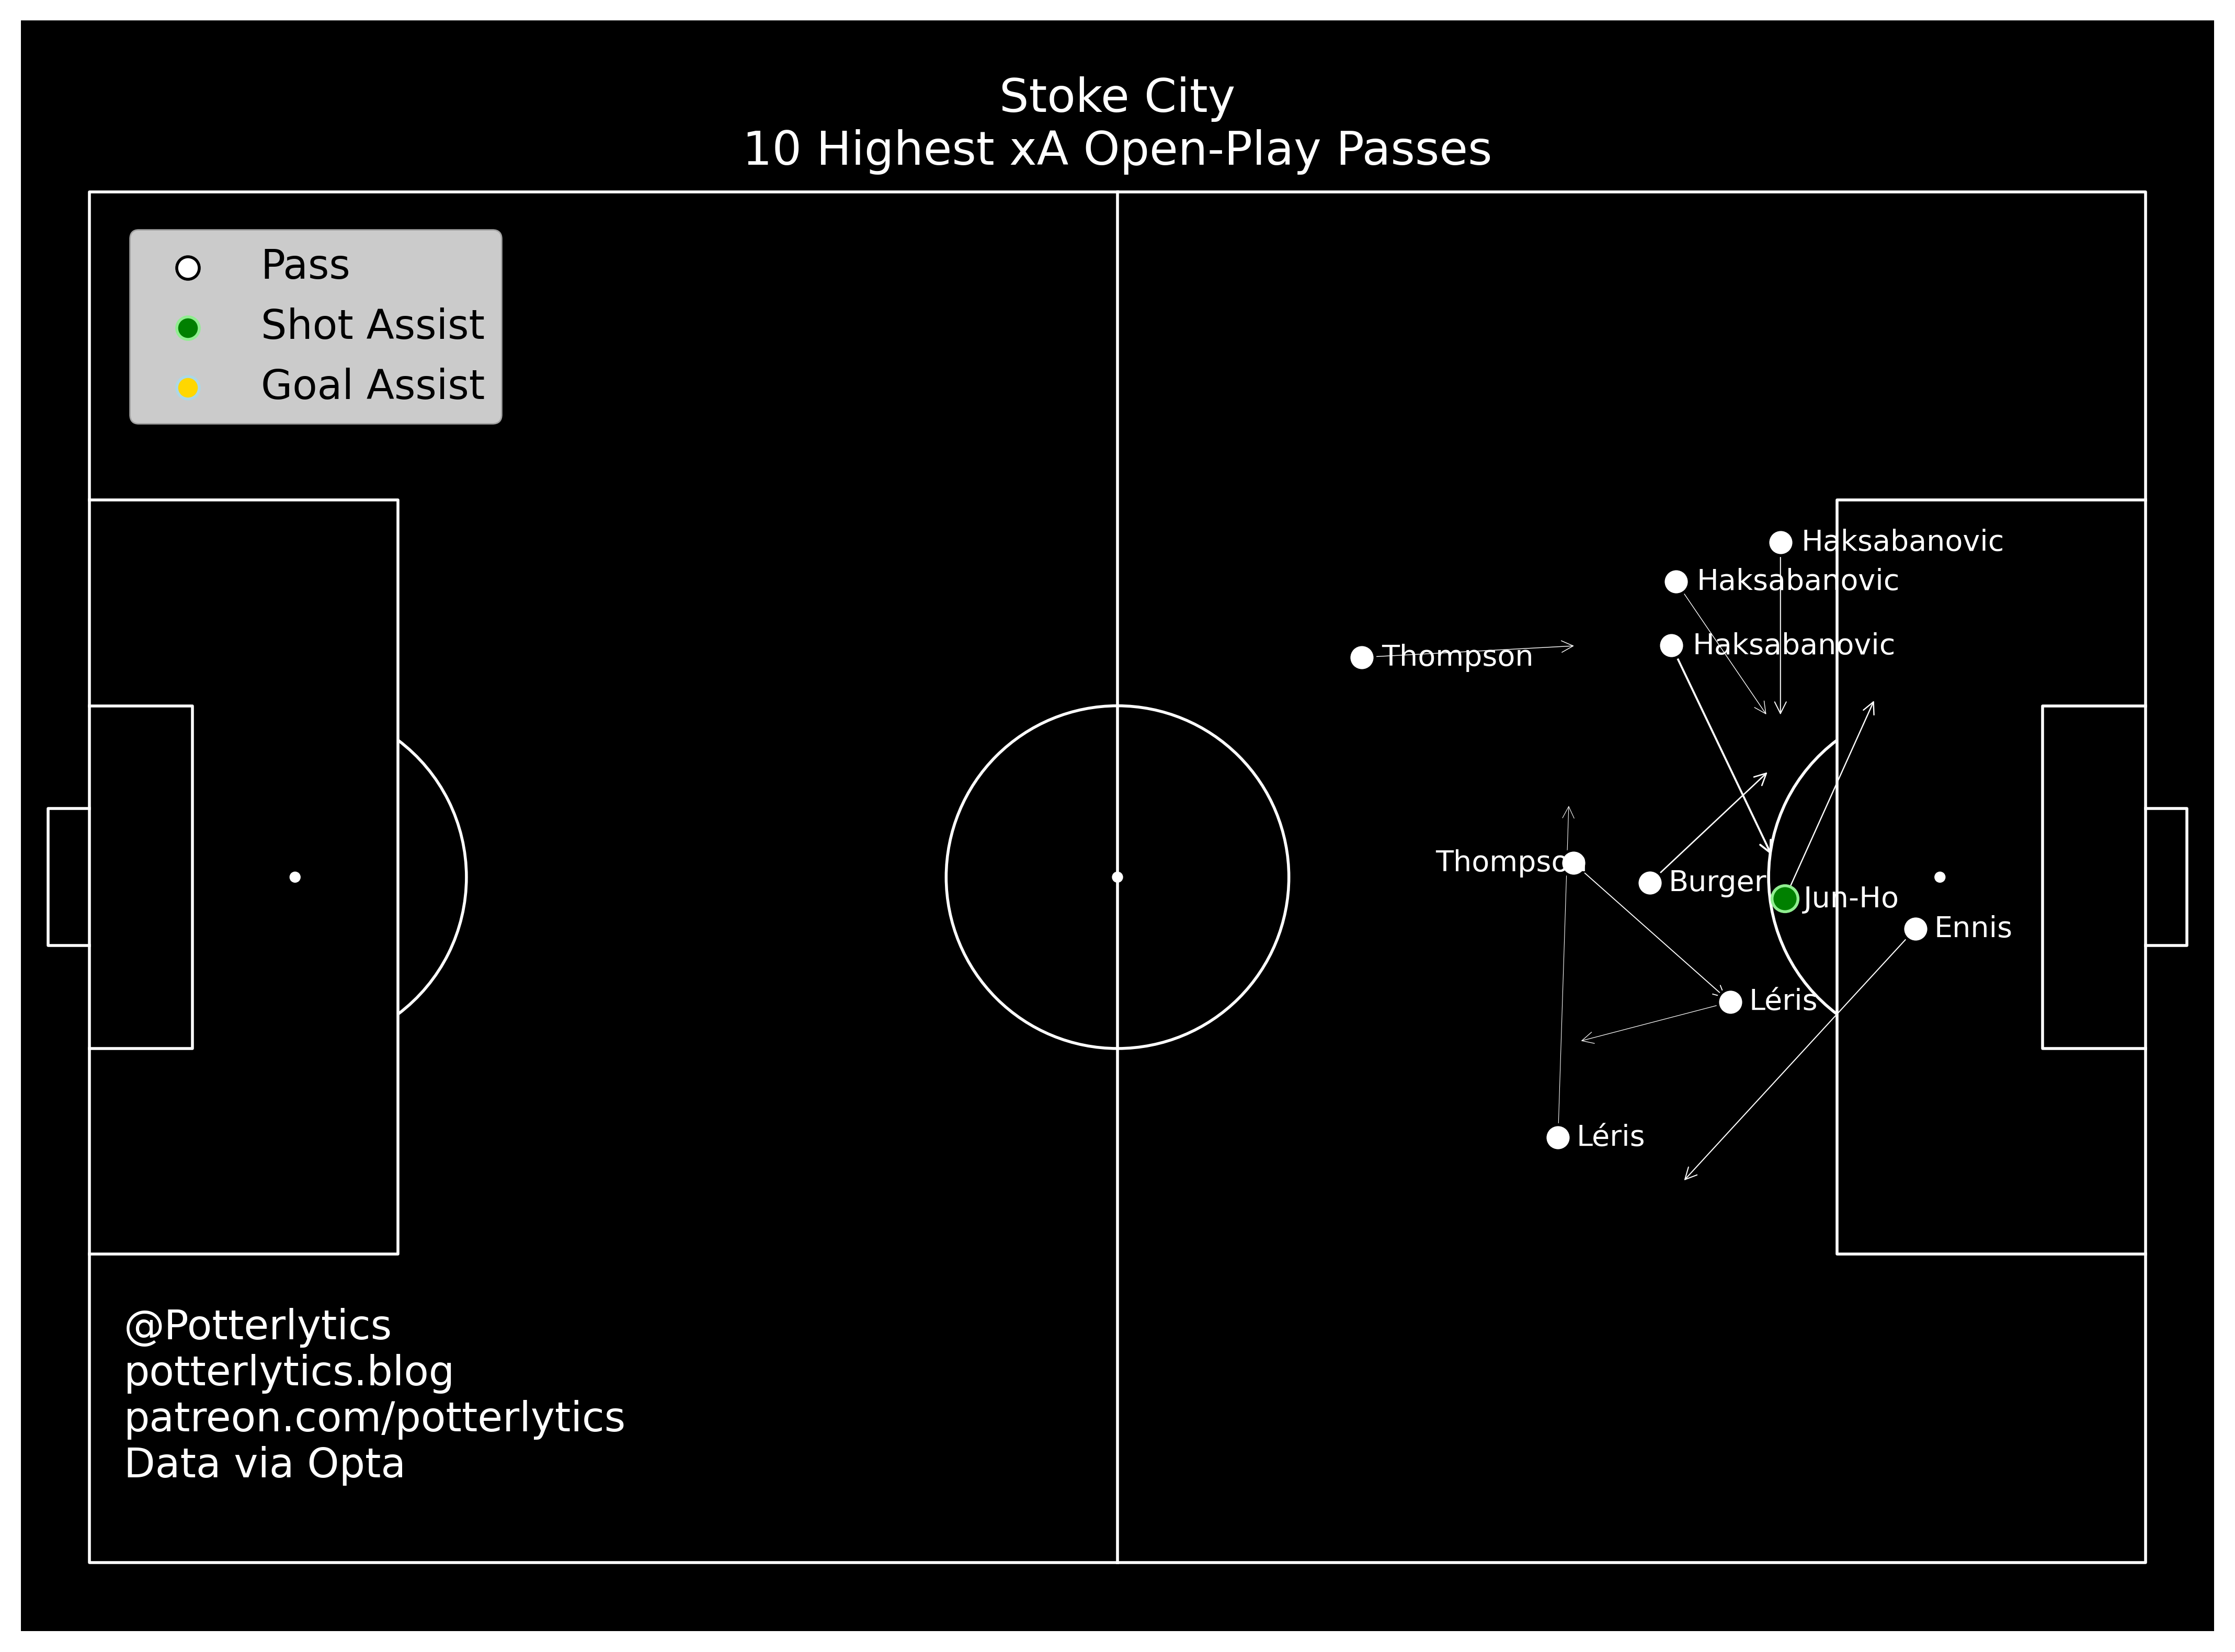 Stoke City
10 Highest xA Open-Play Passes
Pass
Shot Assist
Goal Assist
Haksabanovic
Haksabanovic
Haksabanovic
Thompson
Thompson
Burger
Jun-Ho
Ennis
Léris
Léris
@Potterlytics
potterlytics.blog
patreon.com/potterlytics
Data via Opta